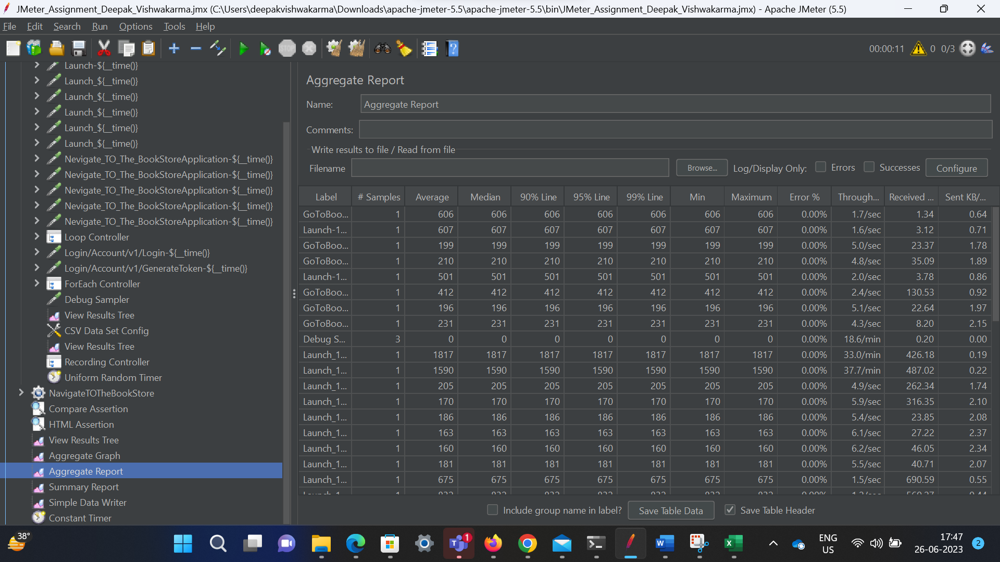 JMeter_Assignment_Deepak_Vishwakarma.jmx (C:\Users\deepakvishwakarma\Downloads\apache-jmeter-5.5\apache-jmeter-5.5\bin\JMeter_Assignment_Deepak_Vishwakarma.jmx) - Apache JMeter (5.5)
File Edit Search Run Options Tools Help
STOP 00:00:11 0 0/3
Launch-${__time()}
Launch_${__time()}
Launch_${__time()}
Launch_${__time()}
Launch_${__time()}
Launch_${__time()}
Nevigate_TO_The_BookStoreApplication-${__time()}
Nevigate_TO_The_BookStoreApplication-${__time()}
Nevigate_TO_The_BookStoreApplication-${__time()}
Nevigate_TO_The_BookStoreApplication-${__time()}
Nevigate_TO_The_BookStoreApplication-${__time()}
Loop Controller
Login/Account/v1/Login-${__time()}
Login/Account/v1/GenerateToken-${__time()}
ForEach Controller
Debug Sampler
View Results Tree
CSV Data Set Config
View Results Tree
Recording Controller
Uniform Random Timer
NavigateTOTheBookStore
Compare Assertion
HTML Assertion
View Results Tree
Aggregate Graph
Aggregate Report
Summary Report
Simple Data Writer
Constant Timer
Aggregate Report
Name: Aggregate Report
Comments:
Write results to file / Read from file
Filename Browse... Log/Display Only: Errors Successes Configure
Label # Samples Average Median 90% Line 95% Line 99% Line Min Maximum Error % Through... Received ... Sent KB/...
GoToBoo... 1 606 606 606 606 606 606 606 0.00% 1.7/sec 1.34 0.64
Launch-1... 1 607 607 607 607 607 607 607 0.00% 1.6/sec 3.12 0.71
GoToBoo... 1 199 199 199 199 199 199 199 0.00% 5.0/sec 23.37 1.78
GoToBoo... 1 210 210 210 210 210 210 210 0.00% 4.8/sec 35.09 1.89
Launch-1... 1 501 501 501 501 501 501 501 0.00% 2.0/sec 3.78 0.86
GoToBoo... 1 412 412 412 412 412 412 412 0.00% 2.4/sec 130.53 0.92
GoToBoo... 1 196 196 196 196 196 196 196 0.00% 5.1/sec 22.64 1.97
GoToBoo... 1 231 231 231 231 231 231 231 0.00% 4.3/sec 8.20 2.15
Debug S... 3 0 0 0 0 0 0 0 0.00% 18.6/min 0.20 0.00
Launch_1... 1 1817 1817 1817 1817 1817 1817 1817 0.00% 33.0/min 426.18 0.19
Launch_1... 1 1590 1590 1590 1590 1590 1590 1590 0.00% 37.7/min 487.02 0.22
Launch_1... 1 205 205 205 205 205 205 205 0.00% 4.9/sec 262.34 1.74
Launch_1... 1 170 170 170 170 170 170 170 0.00% 5.9/sec 316.35 2.10
Launch_1... 1 186 186 186 186 186 186 186 0.00% 5.4/sec 23.85 2.08
Launch_1... 1 163 163 163 163 163 163 163 0.00% 6.1/sec 27.22 2.37
Launch_1... 1 160 160 160 160 160 160 160 0.00% 6.2/sec 46.05 2.34
Launch_1... 1 181 181 181 181 181 181 181 0.00% 5.5/sec 40.71 2.07
Launch_1... 1 675 675 675 675 675 675 675 0.00% 1.5/sec 690.59 0.55
Include group name in label? Save Table Data Save Table Header
38° 1 ENG US 17:47 26-06-2023 2